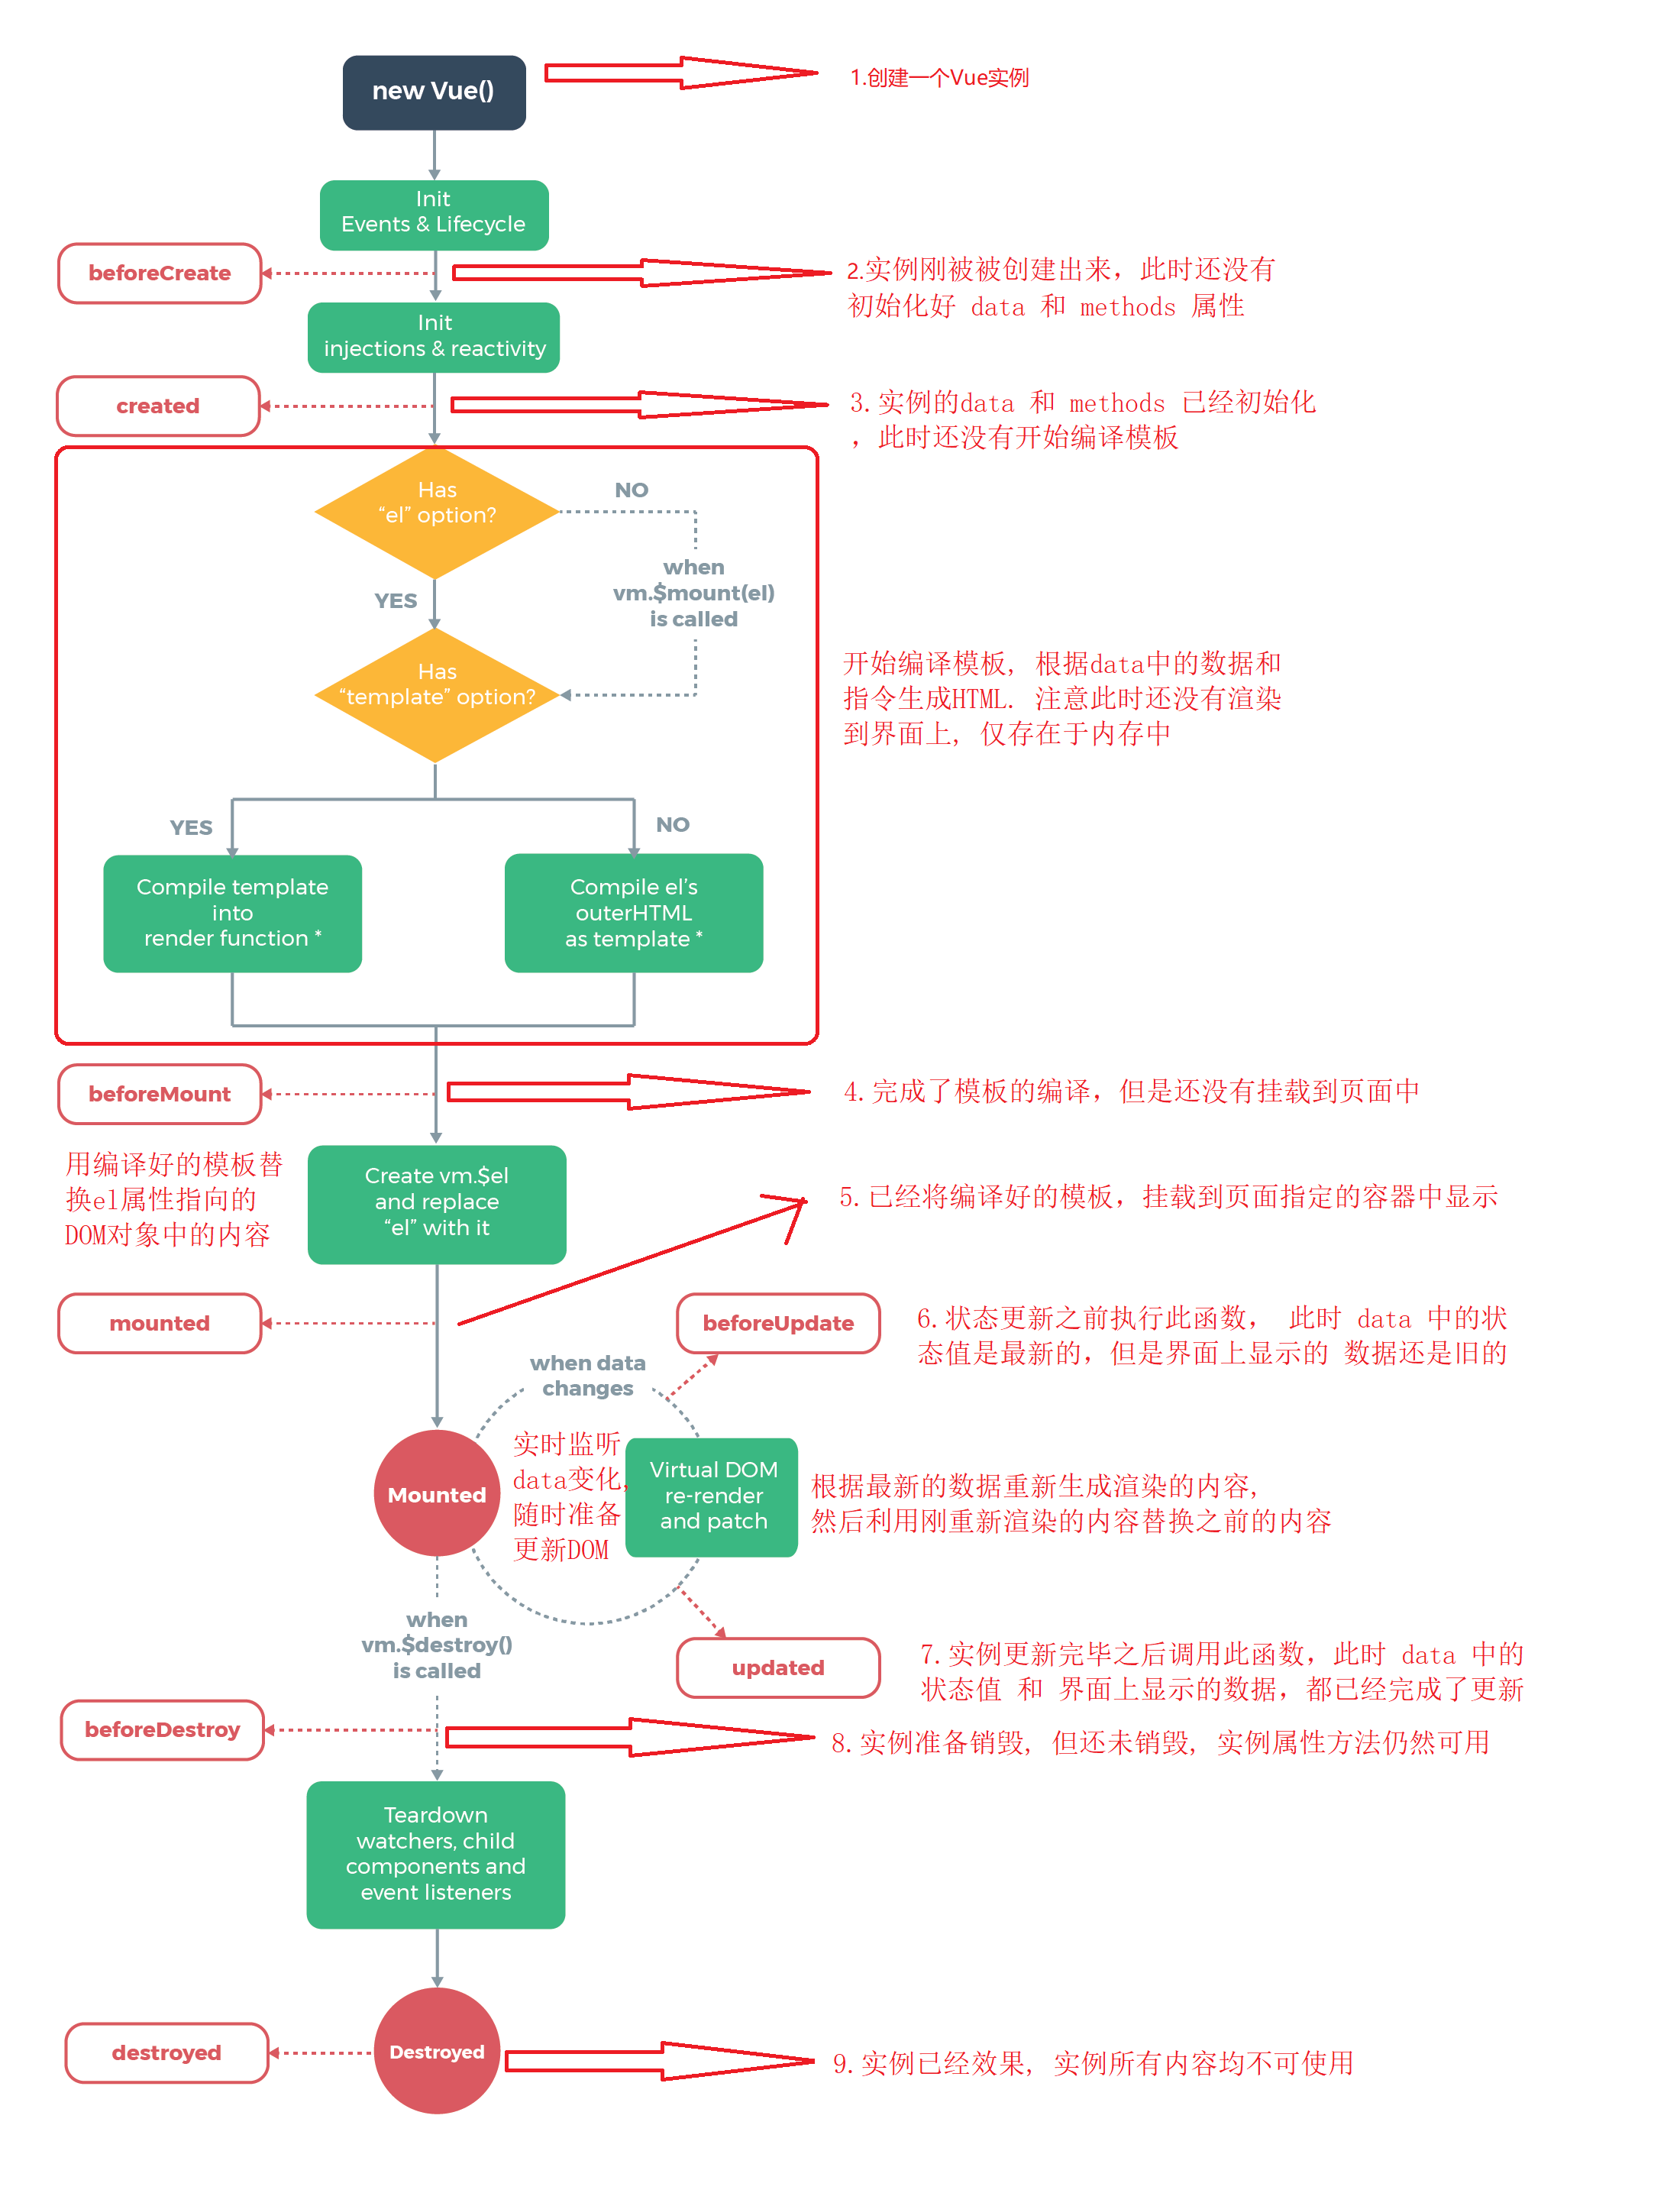 new Vue()
1.创建一个Vue实例
Init
Events & Lifecycle
beforeCreate
2.实例刚被被创建出来，此时还没有
初始化好 data 和 methods 属性
Init
injections & reactivity
created
3.实例的data 和 methods 已经初始化
，此时还没有开始编译模板
Has
“el” option?
NO
when
vm.$mount(el)
is called
YES
Has
“template” option?
开始编译模板, 根据data中的数据和
指令生成HTML. 注意此时还没有渲染
到界面上, 仅存在于内存中
YES
NO
Compile template
into
render function *
Compile el’s
outerHTML
as template *
beforeMount
4.完成了模板的编译，但是还没有挂载到页面中
用编译好的模板替
换el属性指向的
DOM对象中的内容
Create vm.$el
and replace
“el” with it
5.已经将编译好的模板，挂载到页面指定的容器中显示
mounted
beforeUpdate
6.状态更新之前执行此函数， 此时 data 中的状
态值是最新的，但是界面上显示的 数据还是旧的
when data
changes
Mounted
实时监听
data变化,
随时准备
更新DOM
Virtual DOM
re-render
and patch
根据最新的数据重新生成渲染的内容,
然后利用刚重新渲染的内容替换之前的内容
when
vm.$destroy()
is called
updated
7.实例更新完毕之后调用此函数，此时 data 中的
状态值 和 界面上显示的数据，都已经完成了更新
beforeDestroy
8.实例准备销毁, 但还未销毁, 实例属性方法仍然可用
Teardown
watchers, child
components and
event listeners
destroyed
Destroyed
9.实例已经效果, 实例所有内容均不可使用